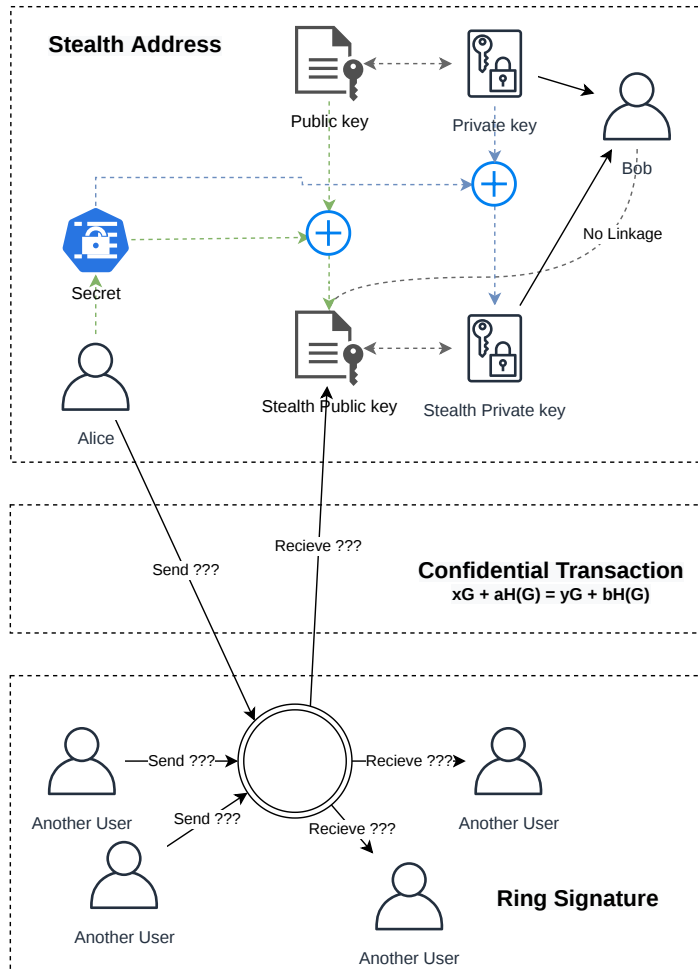 Stealth Address
Public key
Private key
Bob
No Linkage
Secret
Stealth Public key
Stealth Private key
Alice
Recieve ???
Send ???
Confidential Transaction
xG + aH(G) = yG + bH(G)
Send ???
Recieve ???
Another User
Another User
Send ???
Recieve ???
Ring Signature
Another User
Another User